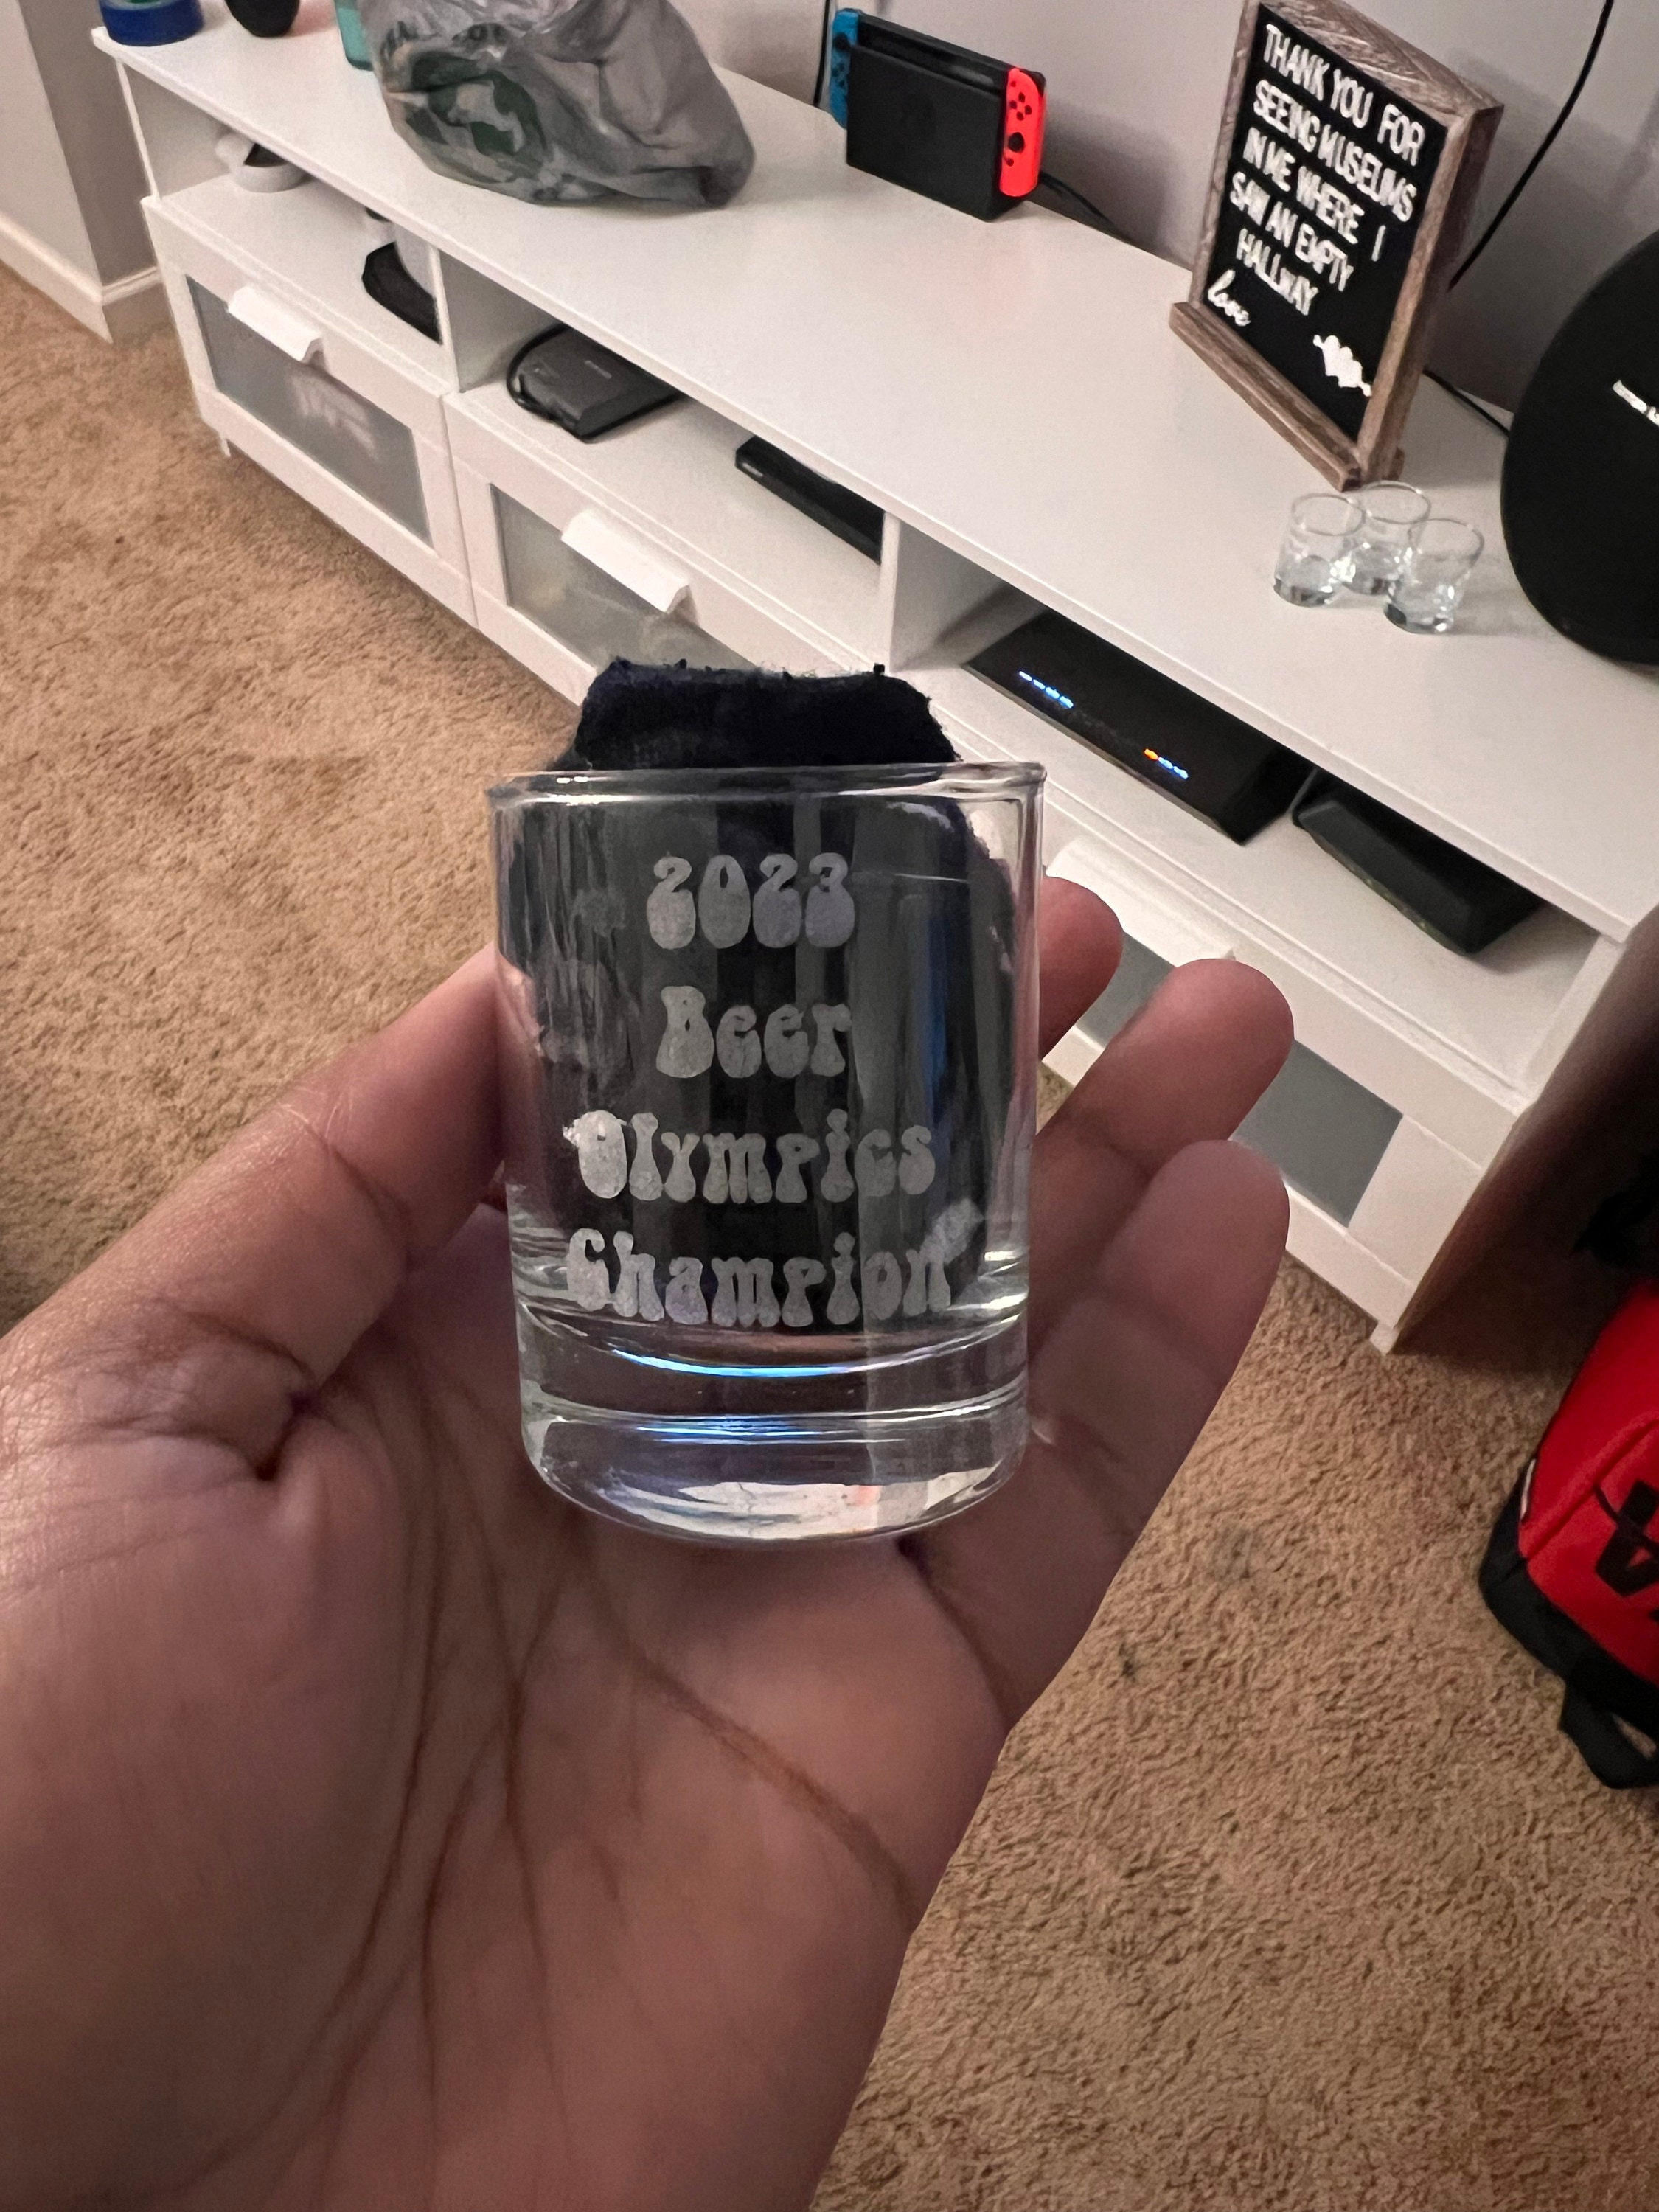 THANK YOU FOR
SEEING MUSEUMS
IN ME WHERE I
SAW AN EMPTY
HALLWAY
love
2023
Beer
Olympics
Champion